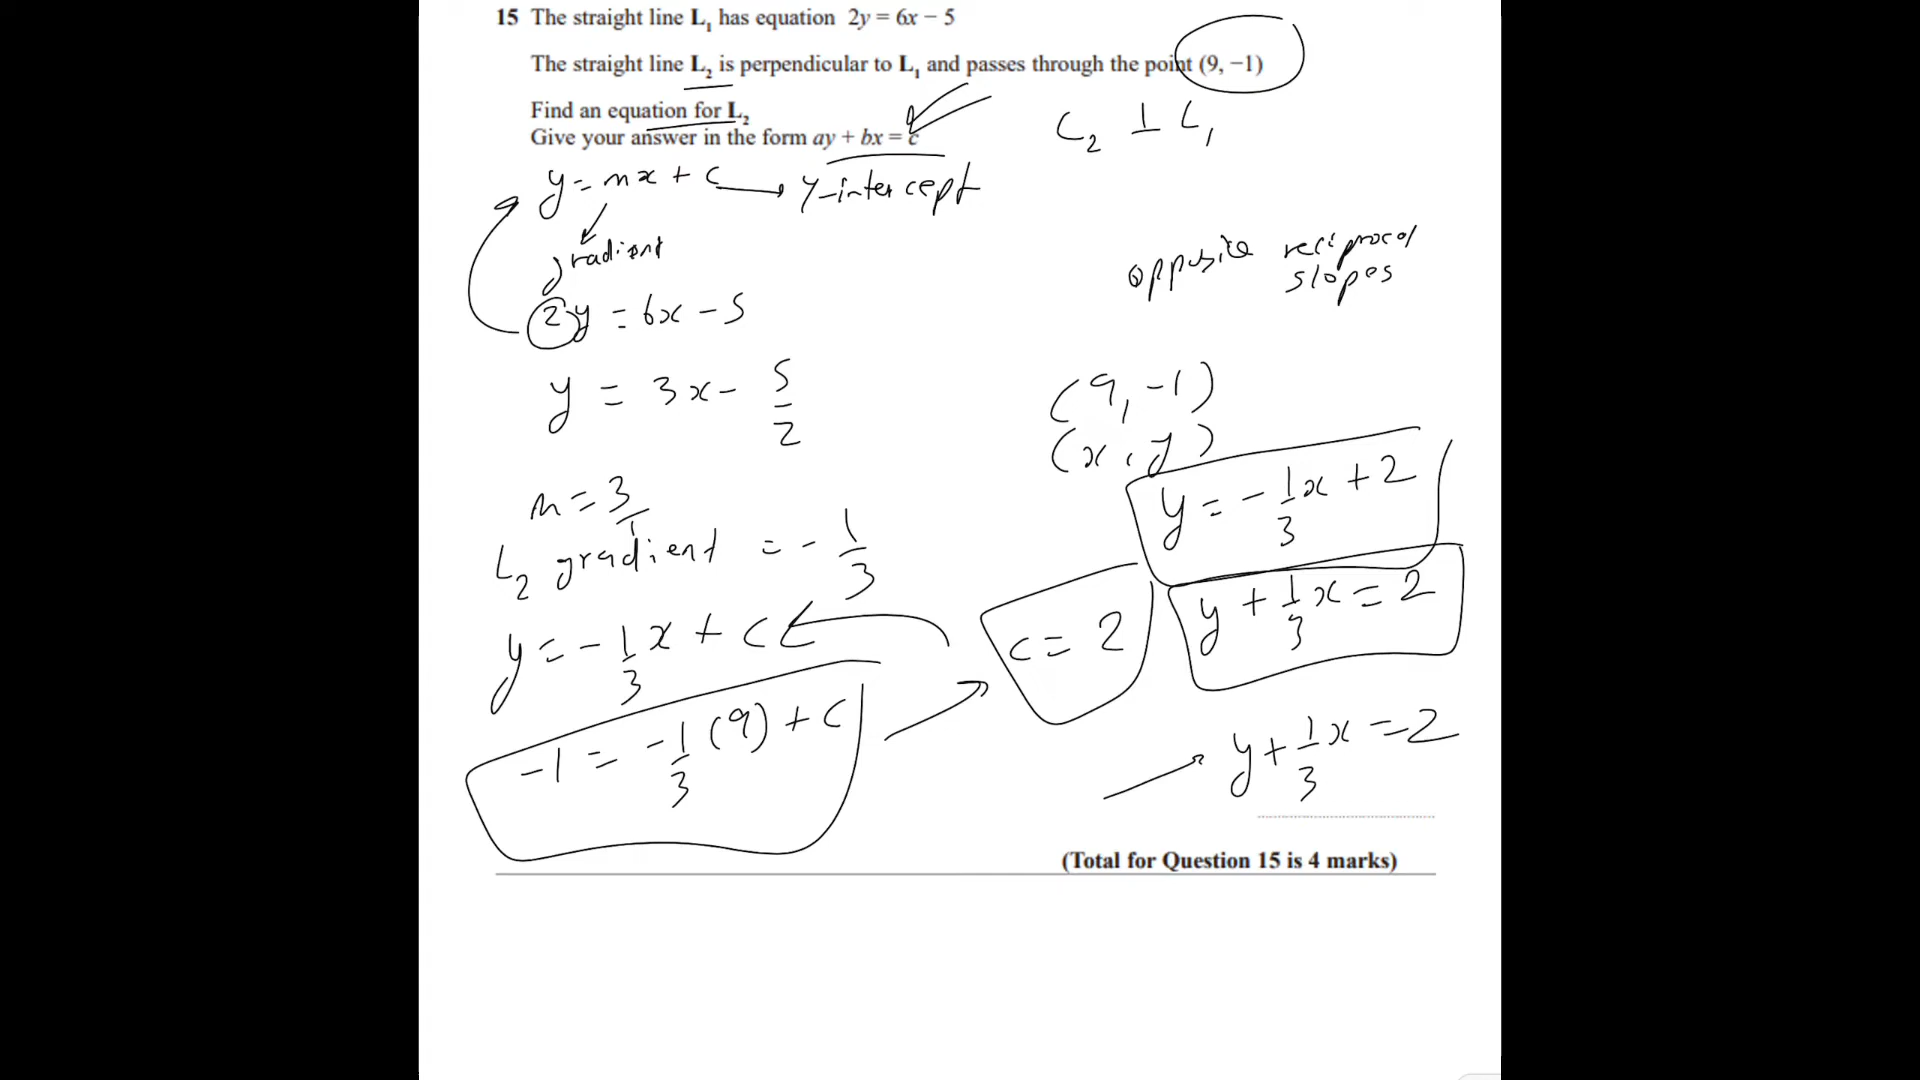 15 The straight line L₁ has equation 2y = 6x − 5
The straight line L₂ is perpendicular to L₁ and passes through the point (9, −1)
Find an equation for L₂
Give your answer in the form ay + bx = c
L₂ ⊥ L₁
y = mx + c → y-intercept
gradient
opposite reciprocal
slopes
2y = 6x − 5
y = 3x − 5/2
(9, −1)
(x, y)
m = 3/1
y = −1/3x + 2
L₂ gradient = −1/3
y + 1/3x = 2
y = −1/3x + c
c = 2
−1 = −1/3(9) + c
y + 1/3x = 2
(Total for Question 15 is 4 marks)